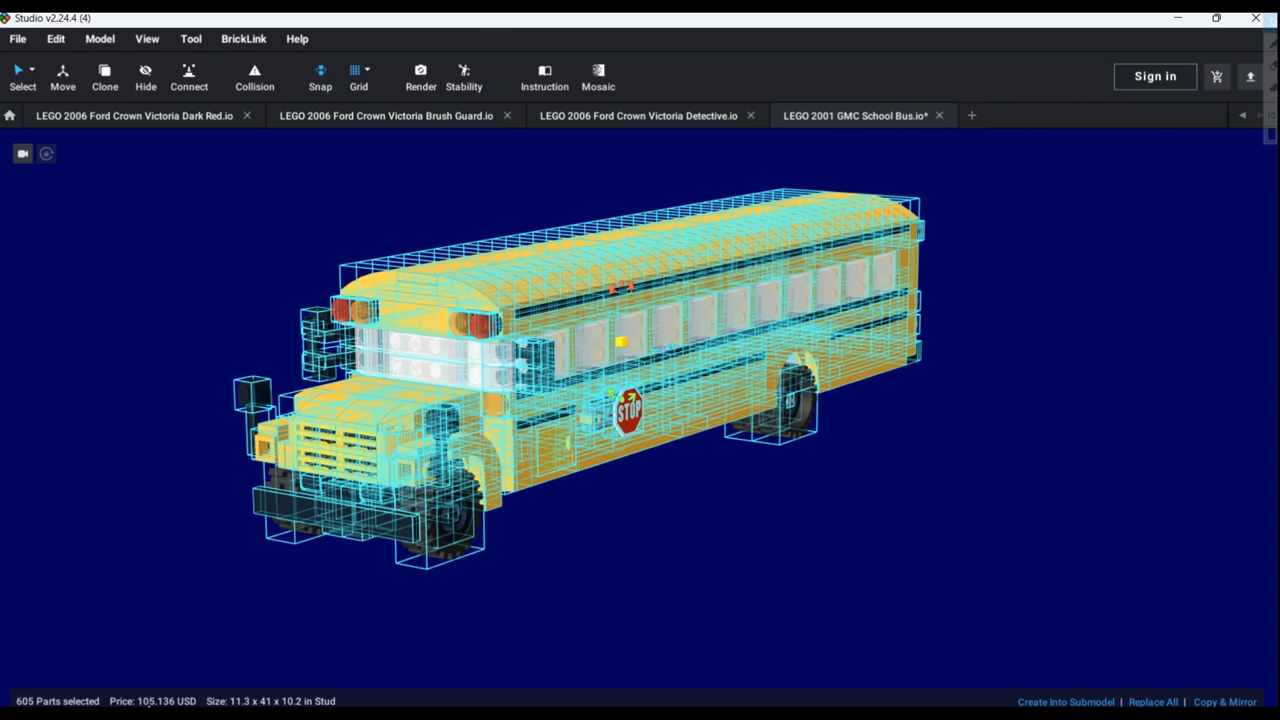 Studio v2.24.4 (4)
File Edit Model View Tool BrickLink Help
Select Move Clone Hide Connect Collision Snap Grid Render Stability Instruction Mosaic Sign in
LEGO 2006 Ford Crown Victoria Dark Red.io LEGO 2006 Ford Crown Victoria Brush Guard.io LEGO 2006 Ford Crown Victoria Detective.io LEGO 2001 GMC School Bus.io*
STOP
605 Parts selected Price: 105.136 USD Size: 11.3 x 41 x 10.2 in Stud Create Into Submodel | Replace All | Copy & Mirror